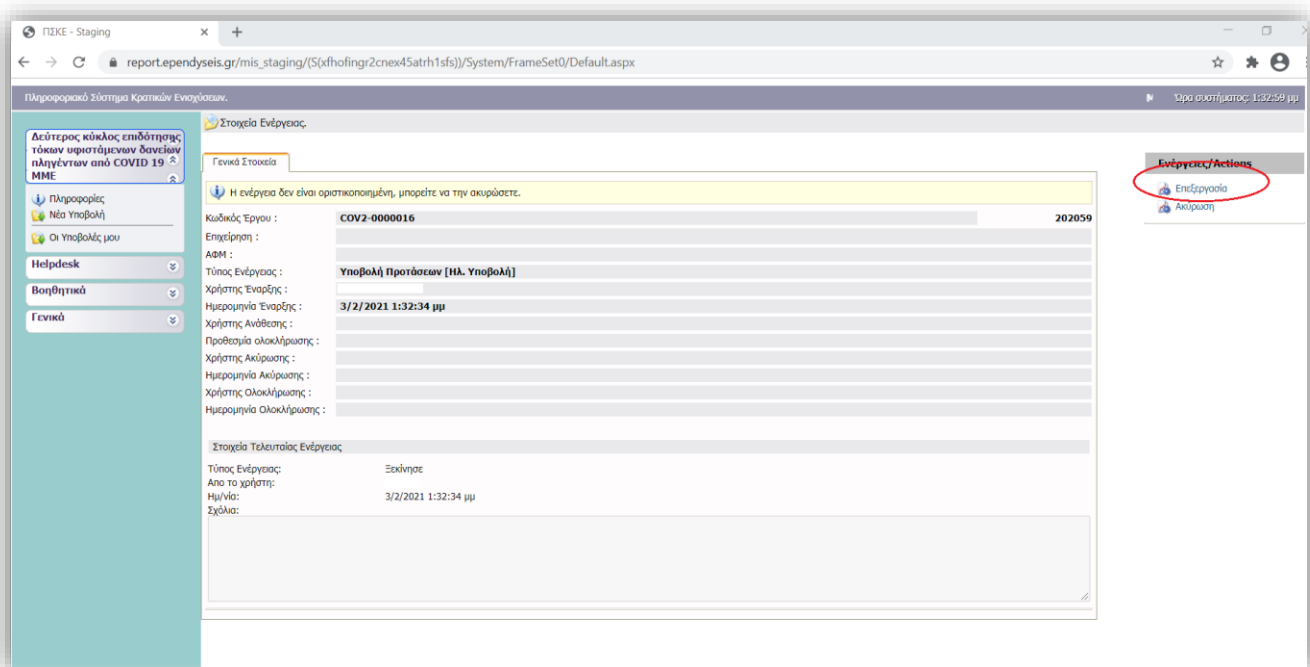 ΠΣΚΕ - Staging
report.ependyseis.gr/mis_staging/(S(xfhofingr2cnex45atrh1sfs))/System/FrameSet0/Default.aspx
Πληροφοριακό Σύστημα Κρατικών Ενισχύσεων.
Ώρα συστήματος: 1:32:59 μμ
Δεύτερος κύκλος επιδότησης
τόκων υφιστάμενων δανείων
πληγέντων από COVID 19
ΜΜΕ
Πληροφορίες
Νέα Υποβολή
Οι Υποβολές μου
Helpdesk
Βοηθητικά
Γενικά
Στοιχεία Ενέργειας.
Γενικά Στοιχεία
Η ενέργεια δεν είναι οριστικοποιημένη, μπορείτε να την ακυρώσετε.
Κωδικός Έργου : COV2-0000016 202059
Επιχείρηση :
ΑΦΜ :
Τύπος Ενέργειας : Υποβολή Προτάσεων [Ηλ. Υποβολή]
Χρήστης Έναρξης :
Ημερομηνία Έναρξης : 3/2/2021 1:32:34 μμ
Χρήστης Ανάθεσης :
Προθεσμία ολοκλήρωσης :
Χρήστης Ακύρωσης :
Ημερομηνία Ακύρωσης :
Χρήστης Ολοκλήρωσης :
Ημερομηνία Ολοκλήρωσης :
Στοιχεία Τελευταίας Ενέργειας
Τύπος Ενέργειας: Ξεκίνησε
Απο το χρήστη:
Ημ/νία: 3/2/2021 1:32:34 μμ
Σχόλια:
Ενέργειες/Actions
Επεξεργασία
Ακύρωση